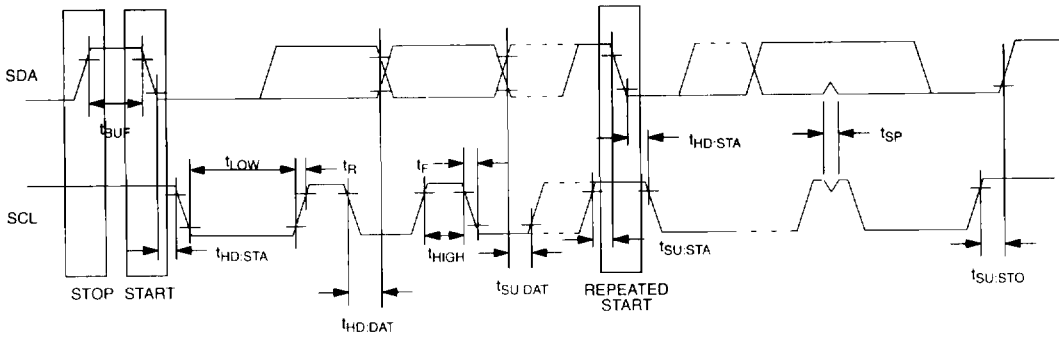 SDA
tBUF
tHD:STA
tSP
tLOW
tR
tF
SCL
tHD:STA
tHIGH
tSU:STA
tSU:DAT
tSU:STO
STOP
START
REPEATED
START
tHD:DAT